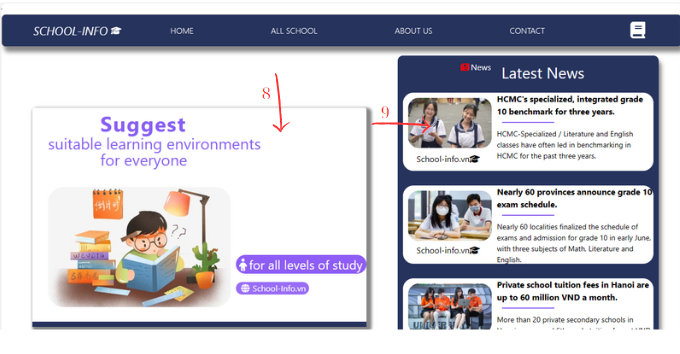 SCHOOL-INFO
HOME
ALL SCHOOL
ABOUT US
CONTACT
8
Suggest
suitable learning environments
for everyone
??
for all levels of study
School-Info.vn
9
News
Latest News
HCMC's specialized, integrated grade
10 benchmark for three years.
HCMC-Specialized / Literature and English
classes have often led in benchmarking in
HCMC for the past three years.
School-info.vn
Nearly 60 provinces announce grade 10
exam schedule.
Nearly 60 localities finalized the schedule of
exams and admission for grade 10 in early June,
with three subjects of Math, Literature and
English.
School-info.vn
Private school tuition fees in Hanoi are
up to 60 million VND a month.
More than 20 private secondary schools in